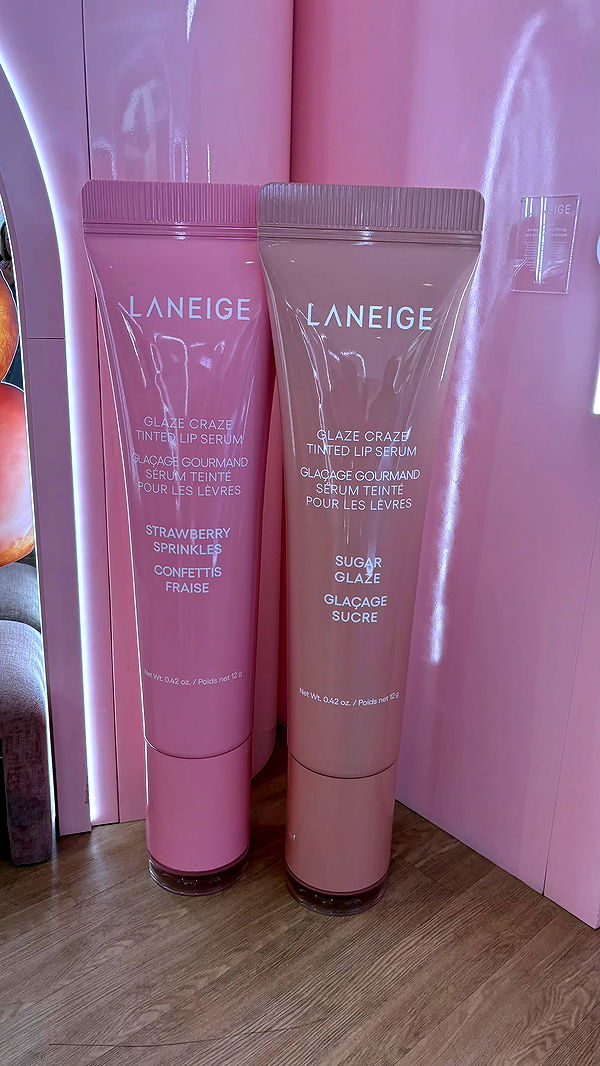 LANEIGE
GLAZE CRAZE
TINTED LIP SERUM
GLAÇAGE GOURMAND
SÉRUM TEINTÉ
POUR LES LÈVRES
STRAWBERRY
SPRINKLES
CONFETTIS
FRAISE
Net Wt. 0.42 oz. / Poids net 12 g
LANEIGE
GLAZE CRAZE
TINTED LIP SERUM
GLAÇAGE GOURMAND
SÉRUM TEINTÉ
POUR LES LÈVRES
SUGAR
GLAZE
GLAÇAGE
SUCRE
Net Wt. 0.42 oz. / Poids net 12 g
LANEIGE